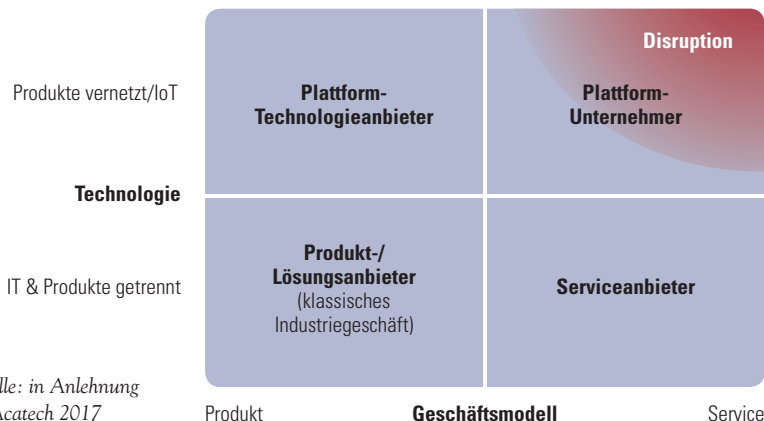 Disruption
Produkte vernetzt/IoT
Plattform-
Technologieanbieter
Plattform-
Unternehmer
Technologie
IT & Produkte getrennt
Produkt-/
Lösungsanbieter
(klassisches
Industriegeschäft)
Serviceanbieter
lle: in Anlehnung
catech 2017
Produkt
Geschäftsmodell
Service